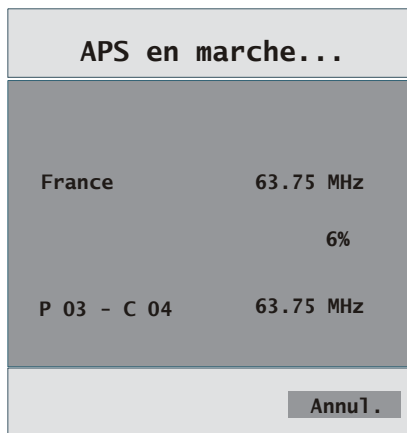 APS en marche...
France 63.75 MHz
6%
P 03 - C 04 63.75 MHz
Annul.